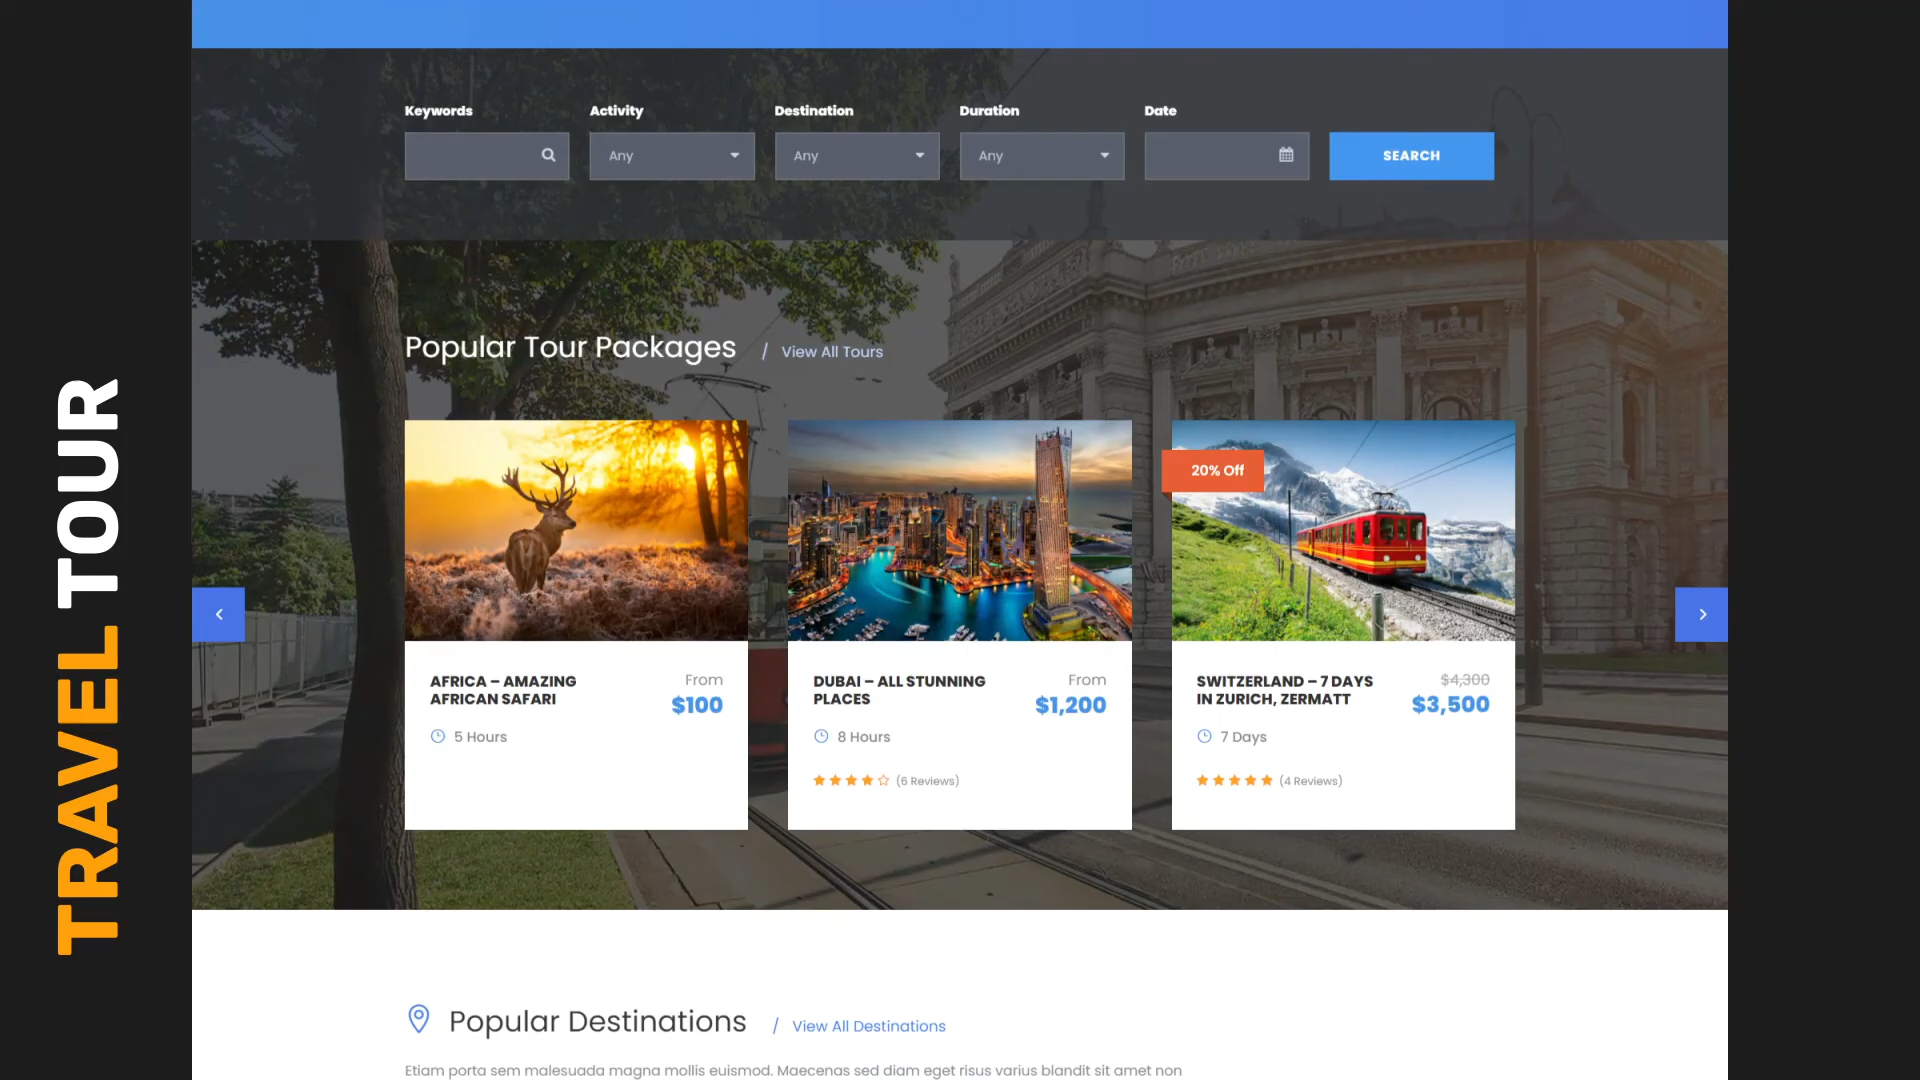 TRAVEL TOUR
Keywords
Activity
Destination
Duration
Date
Any
Any
Any
SEARCH
Popular Tour Packages / View All Tours
20% Off
AFRICA – AMAZING
AFRICAN SAFARI
From
$100
5 Hours
DUBAI – ALL STUNNING
PLACES
From
$1,200
8 Hours
(6 Reviews)
SWITZERLAND – 7 DAYS
IN ZURICH, ZERMATT
$4,300
$3,500
7 Days
(4 Reviews)
Popular Destinations / View All Destinations
Etiam porta sem malesuada magna mollis euismod. Maecenas sed diam eget risus varius blandit sit amet non